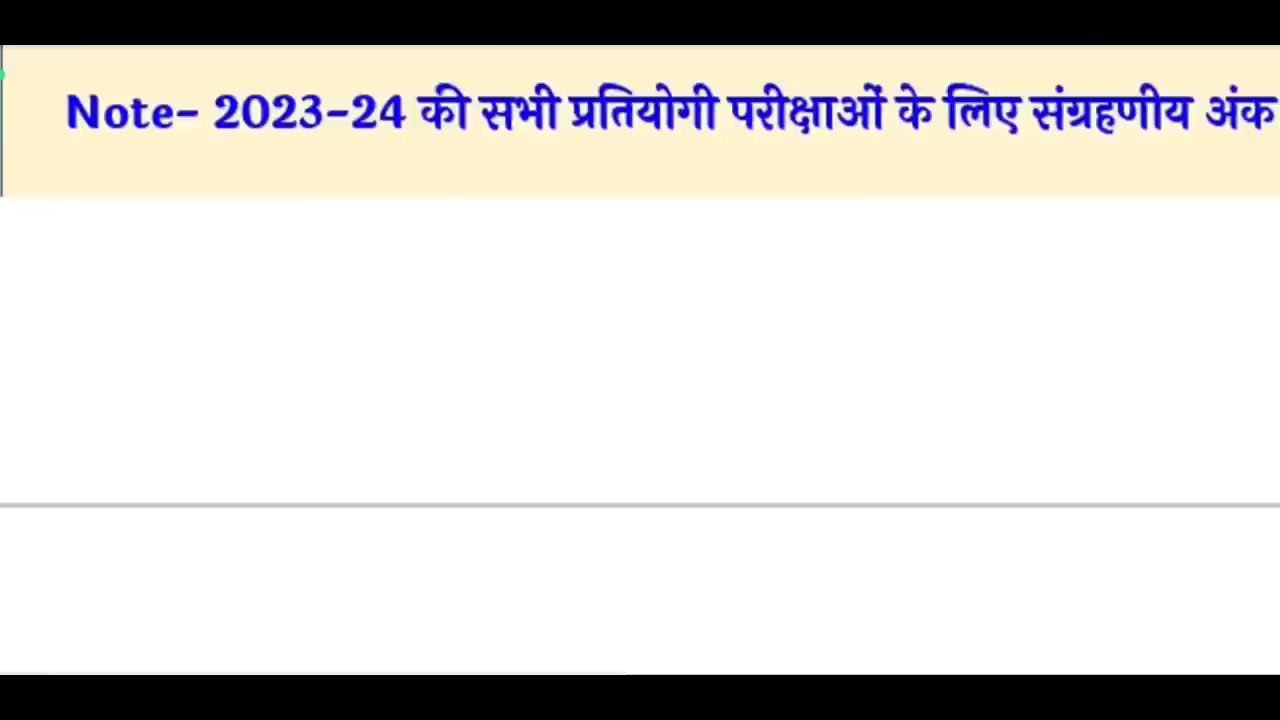 Note- 2023-24 की सभी प्रतियोगी परीक्षाओं के लिए संग्रहणीय अंक